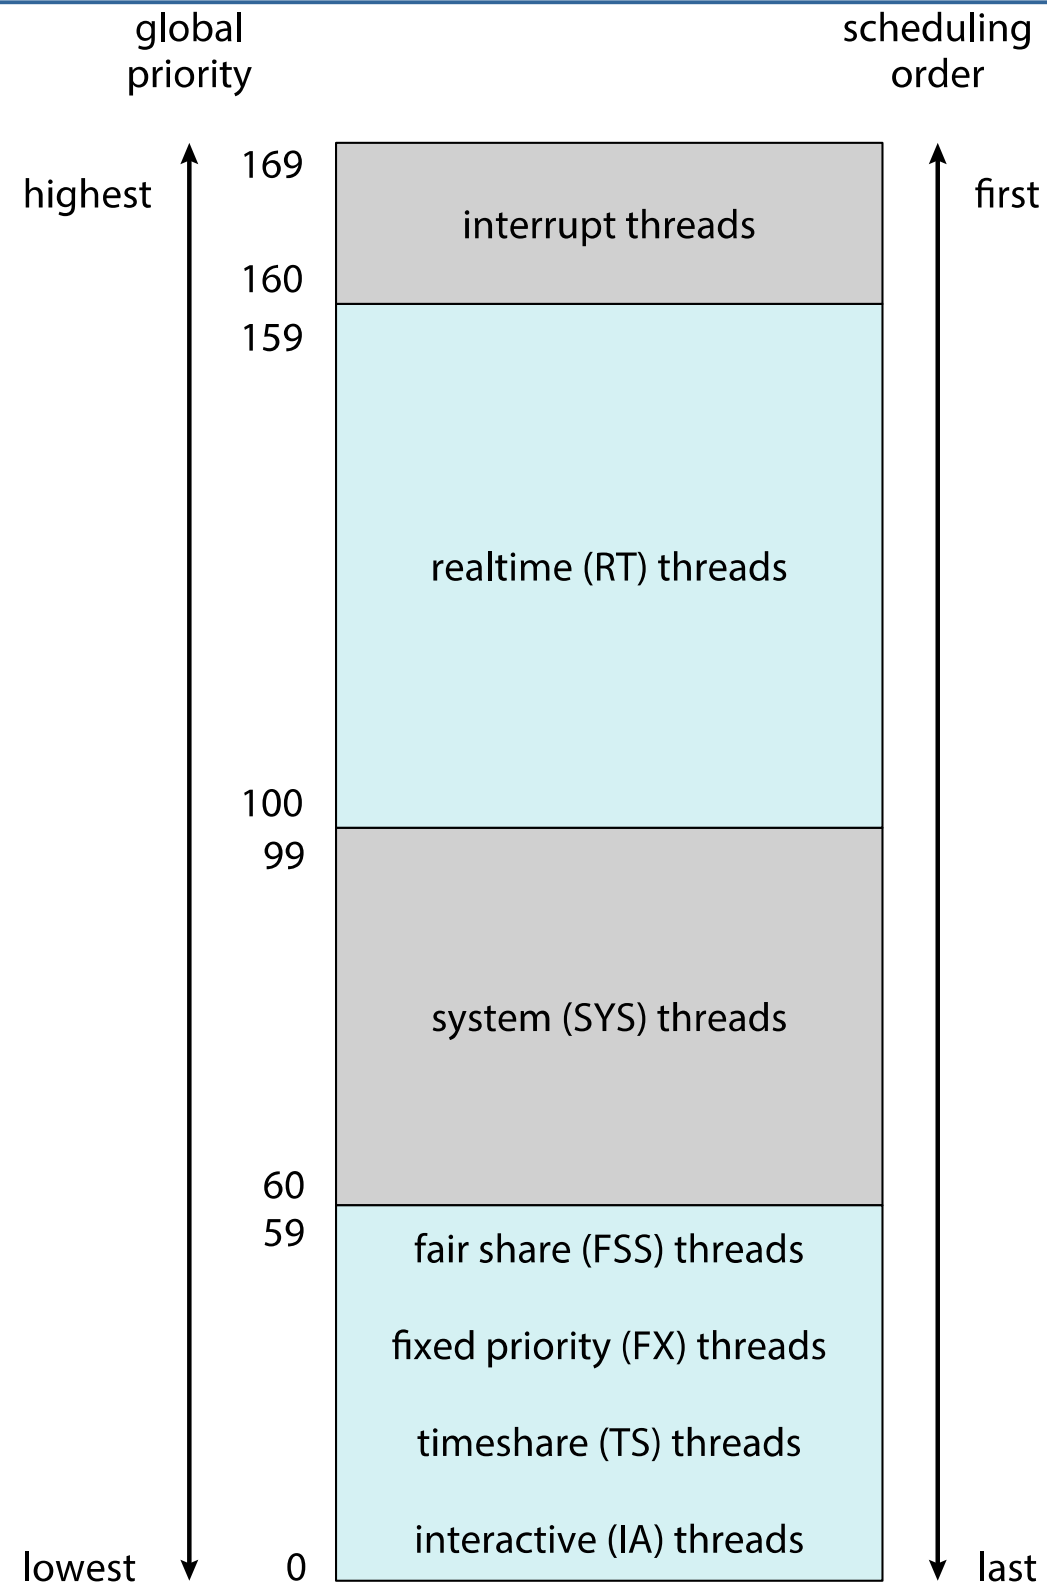 global
priority
scheduling
order
highest
169
interrupt threads
first
160
159
realtime (RT) threads
100
99
system (SYS) threads
60
59
fair share (FSS) threads
fixed priority (FX) threads
timeshare (TS) threads
interactive (IA) threads
lowest
0
last